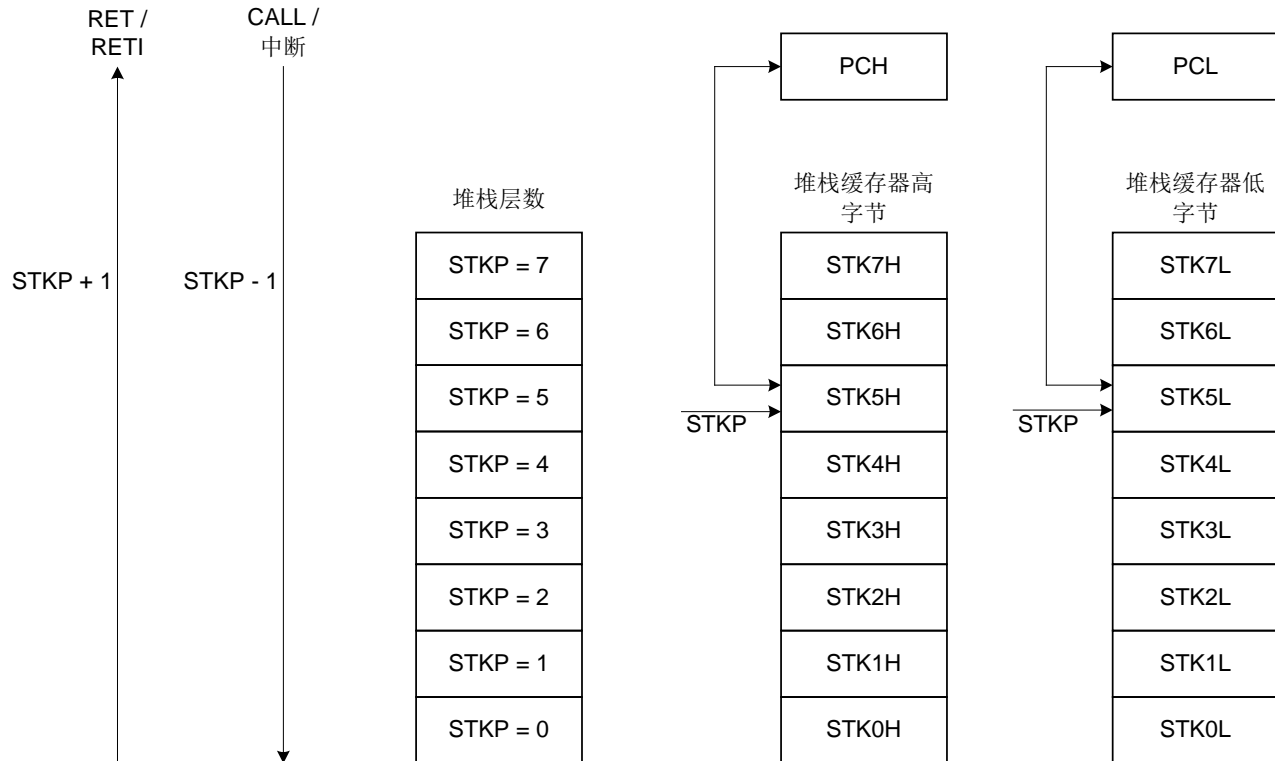 RET /
RETI
CALL /
中断
PCH
PCL
堆栈层数
堆栈缓存器高
字节
堆栈缓存器低
字节
STKP + 1
STKP - 1
STKP = 7
STK7H
STK7L
STKP = 6
STK6H
STK6L
STKP = 5
STK5H
STK5L
STKP
STKP
STKP = 4
STK4H
STK4L
STKP = 3
STK3H
STK3L
STKP = 2
STK2H
STK2L
STKP = 1
STK1H
STK1L
STKP = 0
STK0H
STK0L